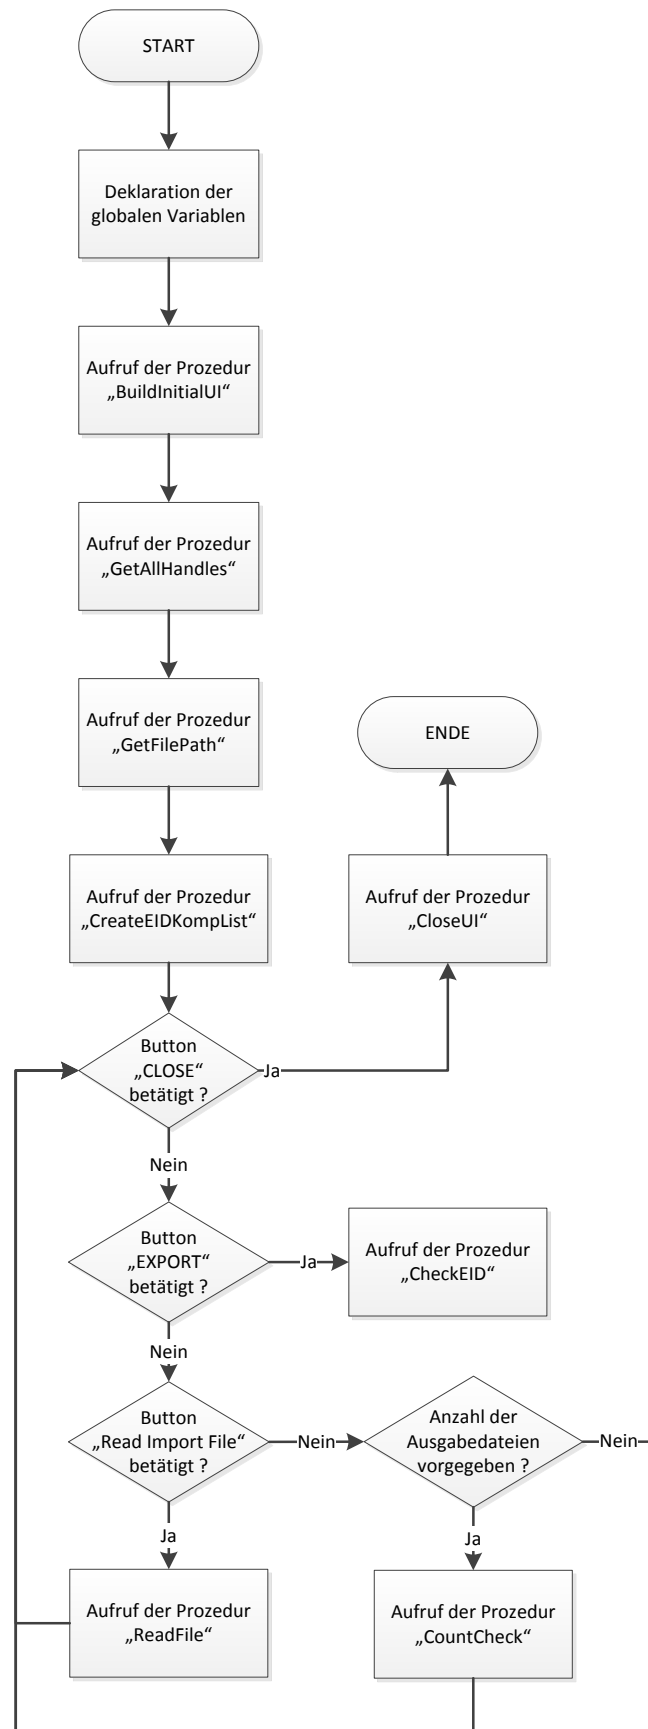 START
Deklaration der
globalen Variablen
Aufruf der Prozedur
„BuildInitialUI“
Aufruf der Prozedur
„GetAllHandles“
Aufruf der Prozedur
„GetFilePath“
ENDE
Aufruf der Prozedur
„CreateEIDKompList“
Aufruf der Prozedur
„CloseUI“
Button
„CLOSE“
betätigt ?
Ja
Nein
Button
„EXPORT“
betätigt ?
Ja
Aufruf der Prozedur
„CheckEID“
Nein
Button
„Read Import File“
betätigt ?
Nein
Anzahl der
Ausgabedateien
vorgegeben ?
Nein
Ja
Ja
Aufruf der Prozedur
„ReadFile“
Aufruf der Prozedur
„CountCheck“